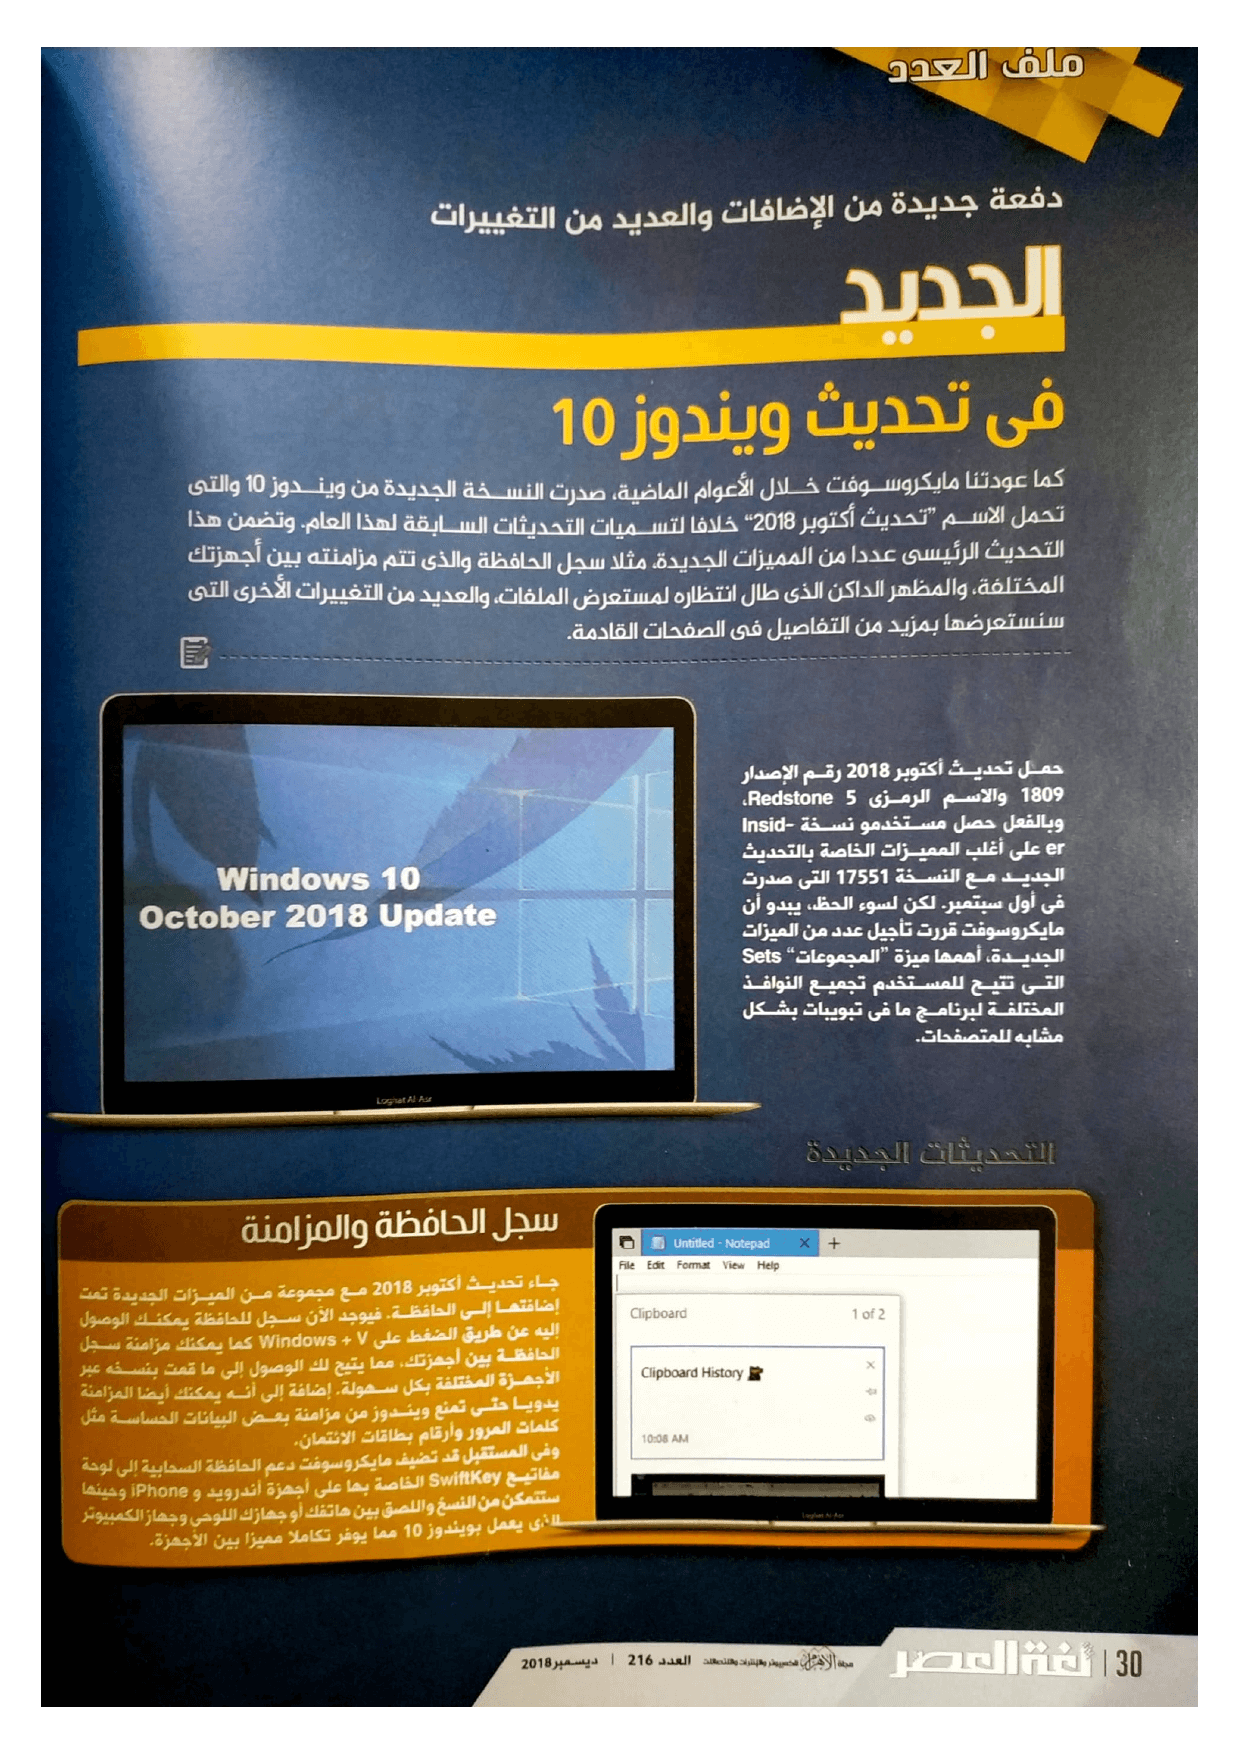 ملف العدد
دفعة جديدة من الإضافات والعديد من التغييرات
الجديد
فى تحديث ويندوز 10
كما عودتنا مايكروسوفت خلال الأعوام الماضية، صدرت النسخة الجديدة من ويندوز 10 والتى
تحمل الاسم "تحديث أكتوبر 2018" خلافا لتسميات التحديثات السابقة لهذا العام. وتضمن هذا
التحديث الرئيسى عددا من المميزات الجديدة، مثلا سجل الحافظة والذى تتم مزامنته بين أجهزتك
المختلفة، والمظهر الداكن الذى طال انتظاره لمستعرض الملفات، والعديد من التغييرات الأخرى التى
سنستعرضها بمزيد من التفاصيل فى الصفحات القادمة.
Windows 10
October 2018 Update
Loghat Al-Asr
حمل تحديث أكتوبر 2018 رقم الإصدار
1809 والاسم الرمزى Redstone 5،
وبالفعل حصل مستخدمو نسخة Insid-
er على أغلب المميزات الخاصة بالتحديث
الجديد مع النسخة 17551 التى صدرت
فى أول سبتمبر. لكن لسوء الحظ، يبدو أن
مايكروسوفت قررت تأجيل عدد من الميزات
الجديدة، أهمها ميزة "المجموعات" Sets
التى تتيح للمستخدم تجميع النوافذ
المختلفة لبرنامج ما فى تبويبات بشكل
مشابه للمتصفحات.
التحديثات الجديدة
سجل الحافظة والمزامنة
جاء تحديث أكتوبر 2018 مع مجموعة من الميزات الجديدة تمت
إضافتها إلى الحافظة. فيوجد الآن سجل للحافظة يمكنك الوصول
إليه عن طريق الضغط على Windows + V كما يمكنك مزامنة سجل
الحافظة بين أجهزتك، مما يتيح لك الوصول إلى ما قمت بنسخه عبر
الأجهزة المختلفة بكل سهولة. إضافة إلى أنه يمكنك أيضا المزامنة
يدويا حتى تمنع ويندوز من مزامنة بعض البيانات الحساسة مثل
كلمات المرور وأرقام بطاقات الائتمان.
وفى المستقبل قد تضيف مايكروسوفت دعم الحافظة السحابية إلى لوحة
مفاتيح SwiftKey الخاصة بها على أجهزة أندرويد و iPhone وحينها
ستتمكن من النسخ واللصق بين هاتفك أو جهازك اللوحى وجهاز الكمبيوتر
الذى يعمل بويندوز 10 مما يوفر تكاملا مميزا بين الأجهزة.
Untitled - Notepad
File Edit Format View Help
Clipboard 1 of 2
Clipboard History
10:08 AM
Loghat Al-Asr
30 | لغة العصر مجلة الأهرام للكمبيوتر والإنترنت والاتصالات العدد 216 | ديسمبر 2018